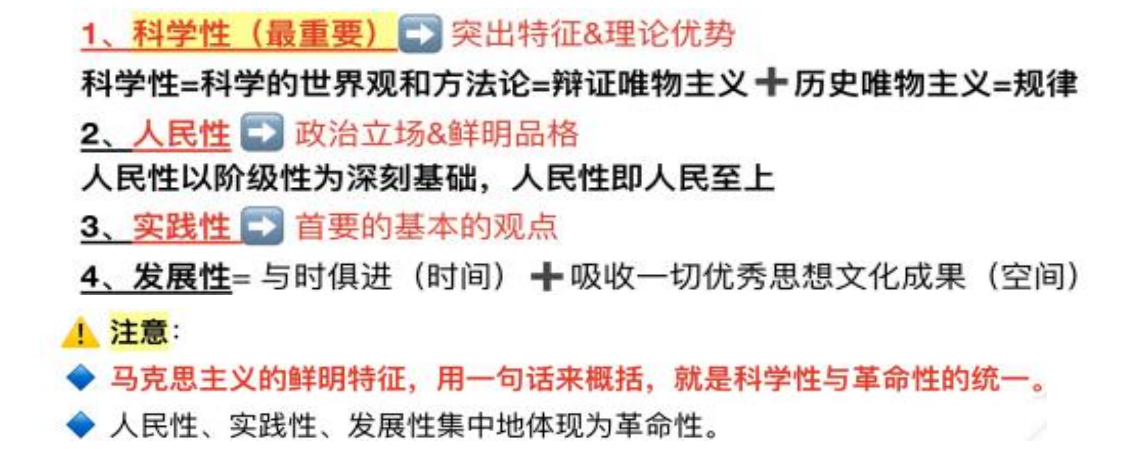 1、科学性（最重要）➡突出特征&理论优势
科学性=科学的世界观和方法论=辩证唯物主义➕历史唯物主义=规律
2、人民性➡政治立场&鲜明品格
人民性以阶级性为深刻基础，人民性即人民至上
3、实践性➡首要的基本的观点
4、发展性=与时俱进（时间）➕吸收一切优秀思想文化成果（空间）
⚠注意：
🔷马克思主义的鲜明特征，用一句话来概括，就是科学性与革命性的统一。
🔷人民性、实践性、发展性集中地体现为革命性。